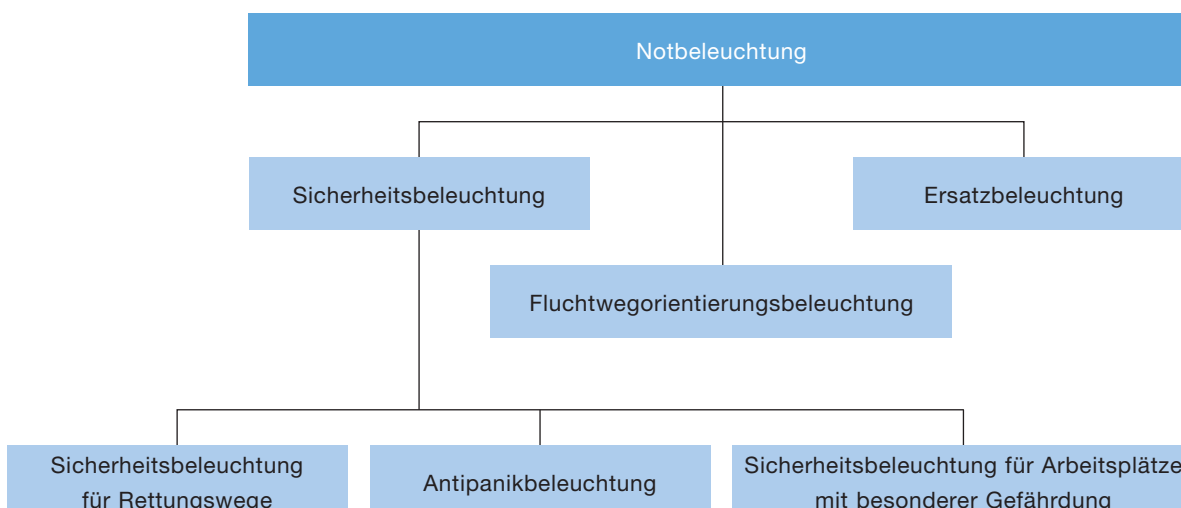 Notbeleuchtung
Sicherheitsbeleuchtung
Ersatzbeleuchtung
Fluchtwegorientierungsbeleuchtung
Sicherheitsbeleuchtung
für Rettungswege
Antipanikbeleuchtung
Sicherheitsbeleuchtung für Arbeitsplätze
mit besonderer Gefährdung